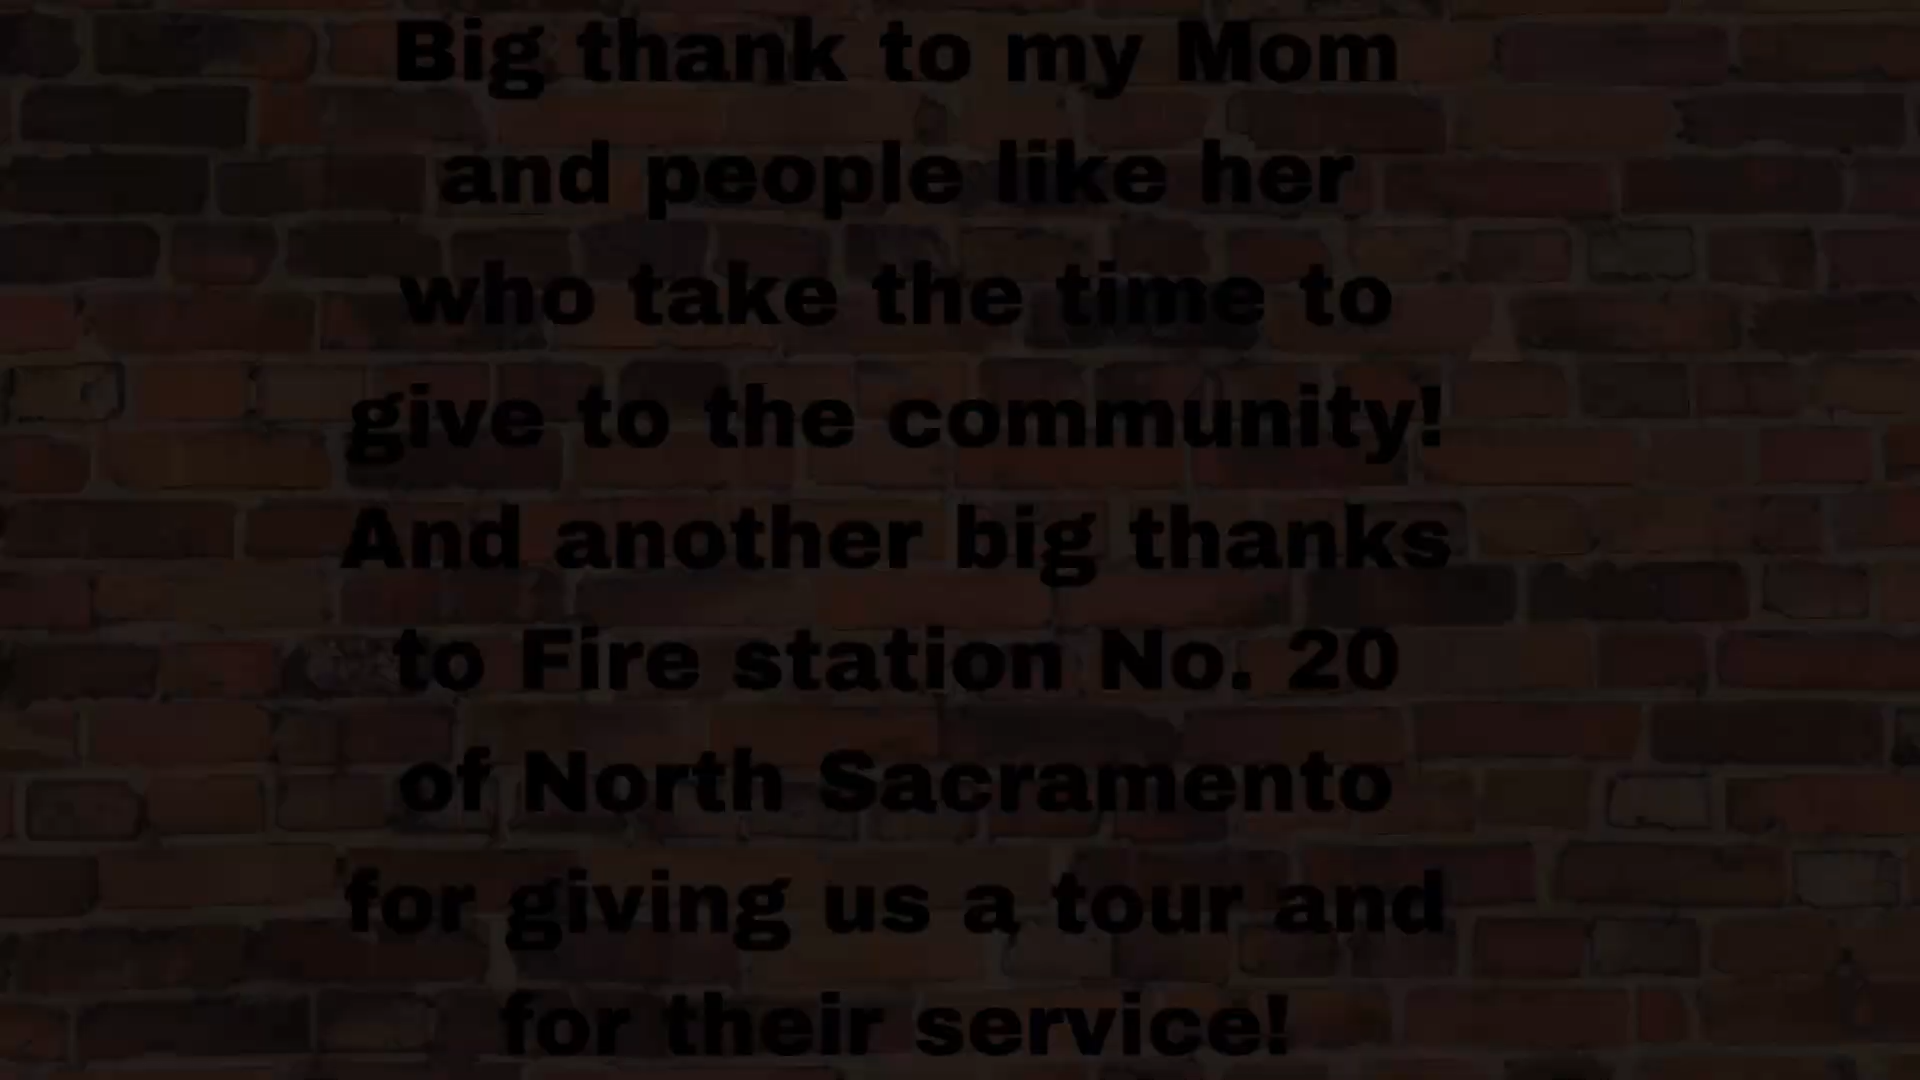 Big thank to my Mom
and people like her
who take the time to
give to the community!
And another big thanks
to Fire station No. 20
of North Sacramento
for giving us a tour and
for their service!